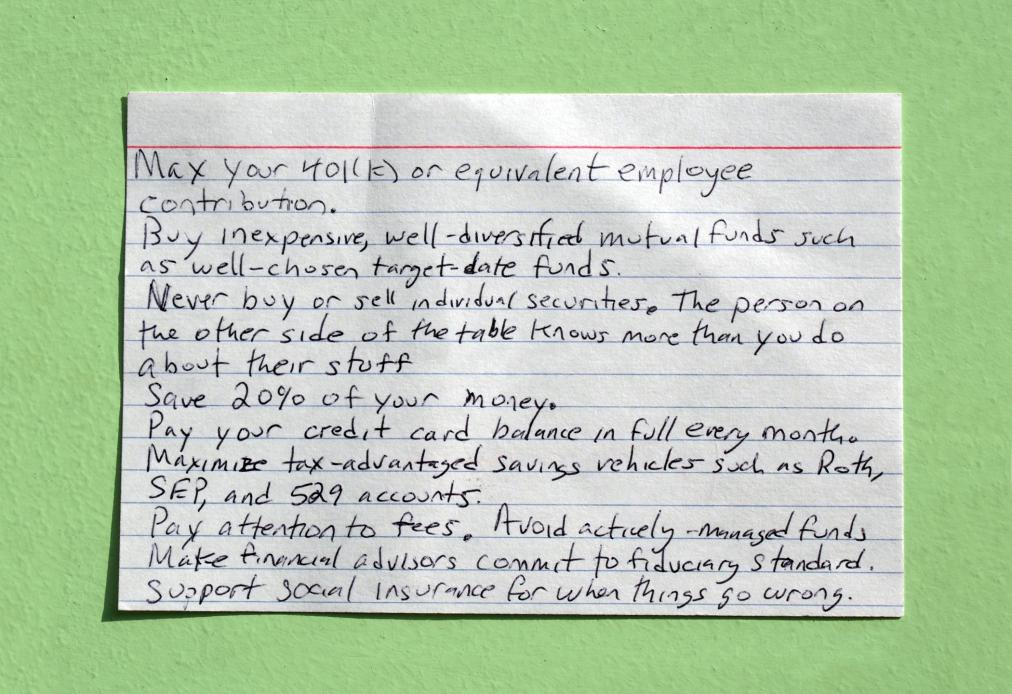 Max your 401(k) or equivalent employee
contribution.
Buy inexpensive, well-diversified mutual funds such
as well-chosen target-date funds.
Never buy or sell individual securities. The person on
the other side of the table knows more than you do
about their stuff
Save 20% of your money.
Pay your credit card balance in full every month.
Maximize tax-advantaged savings vehicles such as Roth,
SEP, and 529 accounts.
Pay attention to fees. Avoid actively-managed funds
Make financial advisors commit to fiduciary standard.
Support social insurance for when things go wrong.